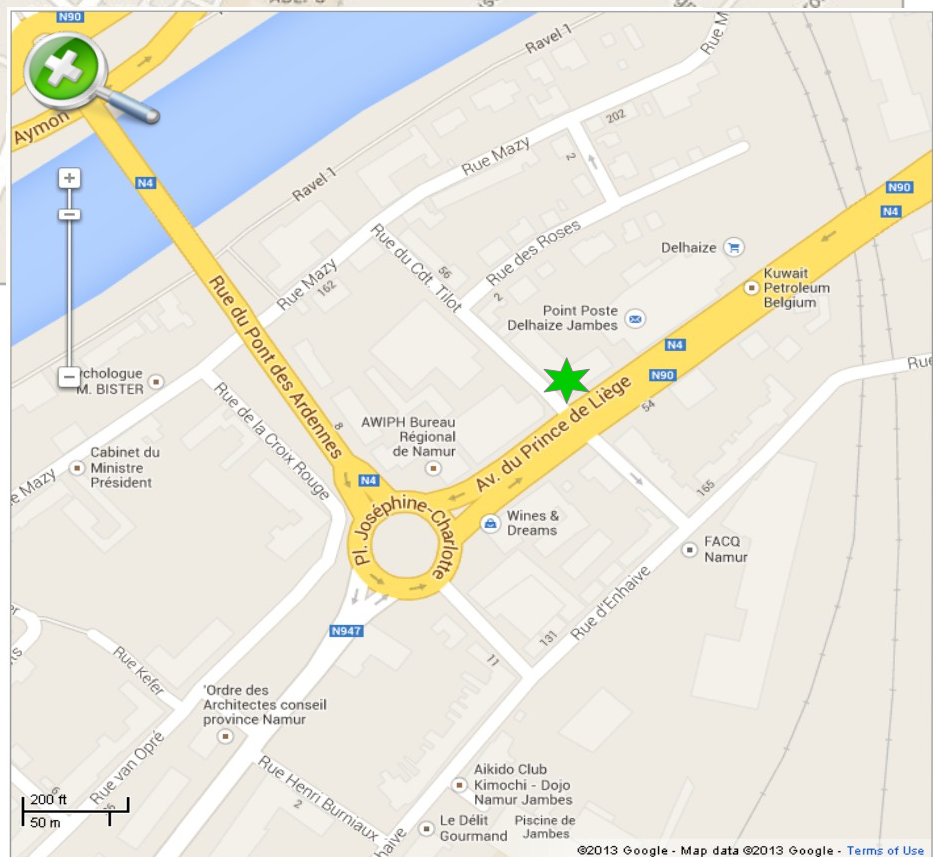 N90
Ravel 1
Rue M
Aymon
N4
202
Rue Mazy
2
Ravel 1
N90
N4
Rue du Cdt. Tilot
56
Rue des Roses
Delhaize
2
Kuwait
Petroleum
Belgium
Rue Mazy
162
Point Poste
Delhaize Jambes
Rue du Pont des Ardennes
N4
N90
Rue
ychologue
M. BISTER
54
Av. du Prince de Liège
Rue de la Croix Rouge
8
AWIPH Bureau
Régional
de Namur
Cabinet du
Ministre
Président
e Mazy
N4
165
Pl. Joséphine-Charlotte
Wines &
Dreams
FACQ
Namur
Rue d'Enhaive
N947
131
11
Rue Kefer
'Ordre des
Architectes conseil
province Namur
Rue van Opré
Rue Henri Burniaux
2
Aikido Club
Kimochi - Dojo
Namur Jambes
200 ft
50 m
Le Délit
Gourmand
Piscine de
Jambes
haive
©2013 Google - Map data ©2013 Google - Terms of Use